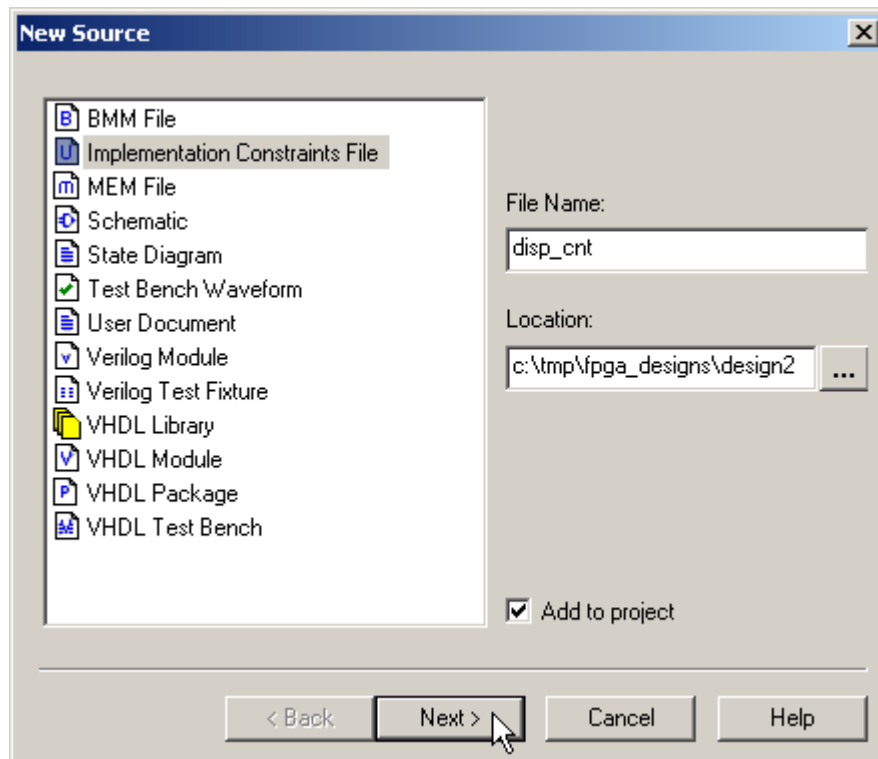 New Source
BMM File
Implementation Constraints File
MEM File
Schematic
State Diagram
Test Bench Waveform
User Document
Verilog Module
Verilog Test Fixture
VHDL Library
VHDL Module
VHDL Package
VHDL Test Bench
File Name:
disp_cnt
Location:
c:\tmp\fpga_designs\design2
...
Add to project
< Back
Next >
Cancel
Help